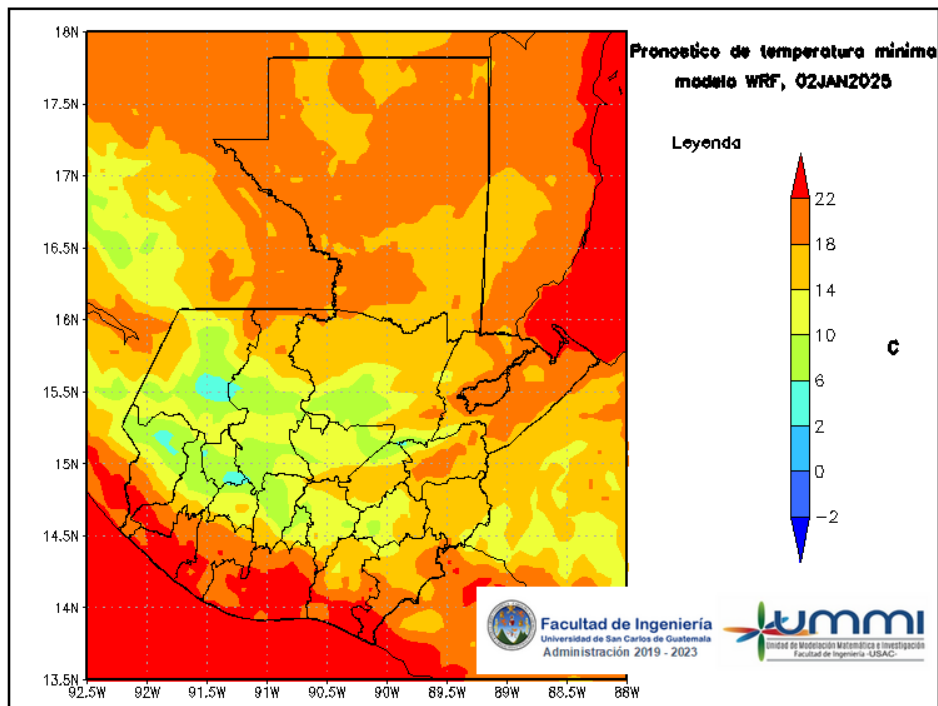 Pronostico de temperatura minima
modelo WRF, 02JAN2025
Leyenda
22
18
14
10
6
2
0
−2
C
18N
17.5N
17N
16.5N
16N
15.5N
15N
14.5N
14N
13.5N
92.5W 92W 91.5W 91W 90.5W 90W 89.5W 89W 88.5W 88W
Facultad de Ingeniería
Universidad de San Carlos de Guatemala
Administración 2019 - 2023
ummi
Unidad de Modelación Matemática e Investigación
Facultad de Ingeniería -USAC-